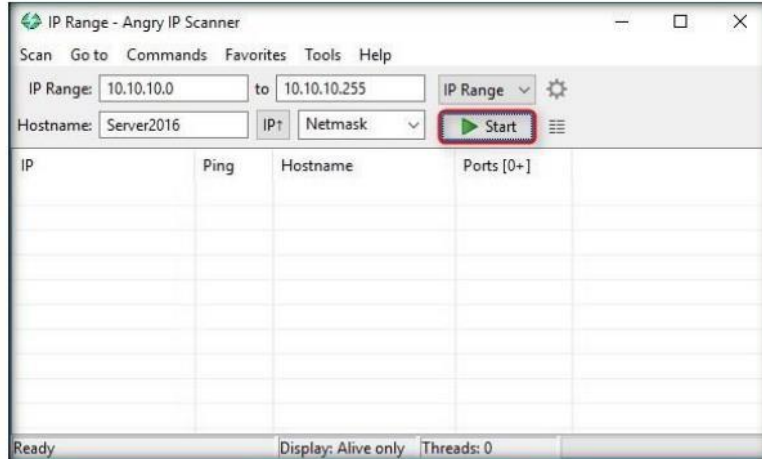 IP Range - Angry IP Scanner
Scan Go to Commands Favorites Tools Help
IP Range: 10.10.10.0 to 10.10.10.255 IP Range
Hostname: Server2016 IP↑ Netmask Start
IP Ping Hostname Ports [0+]
Ready Display: Alive only Threads: 0